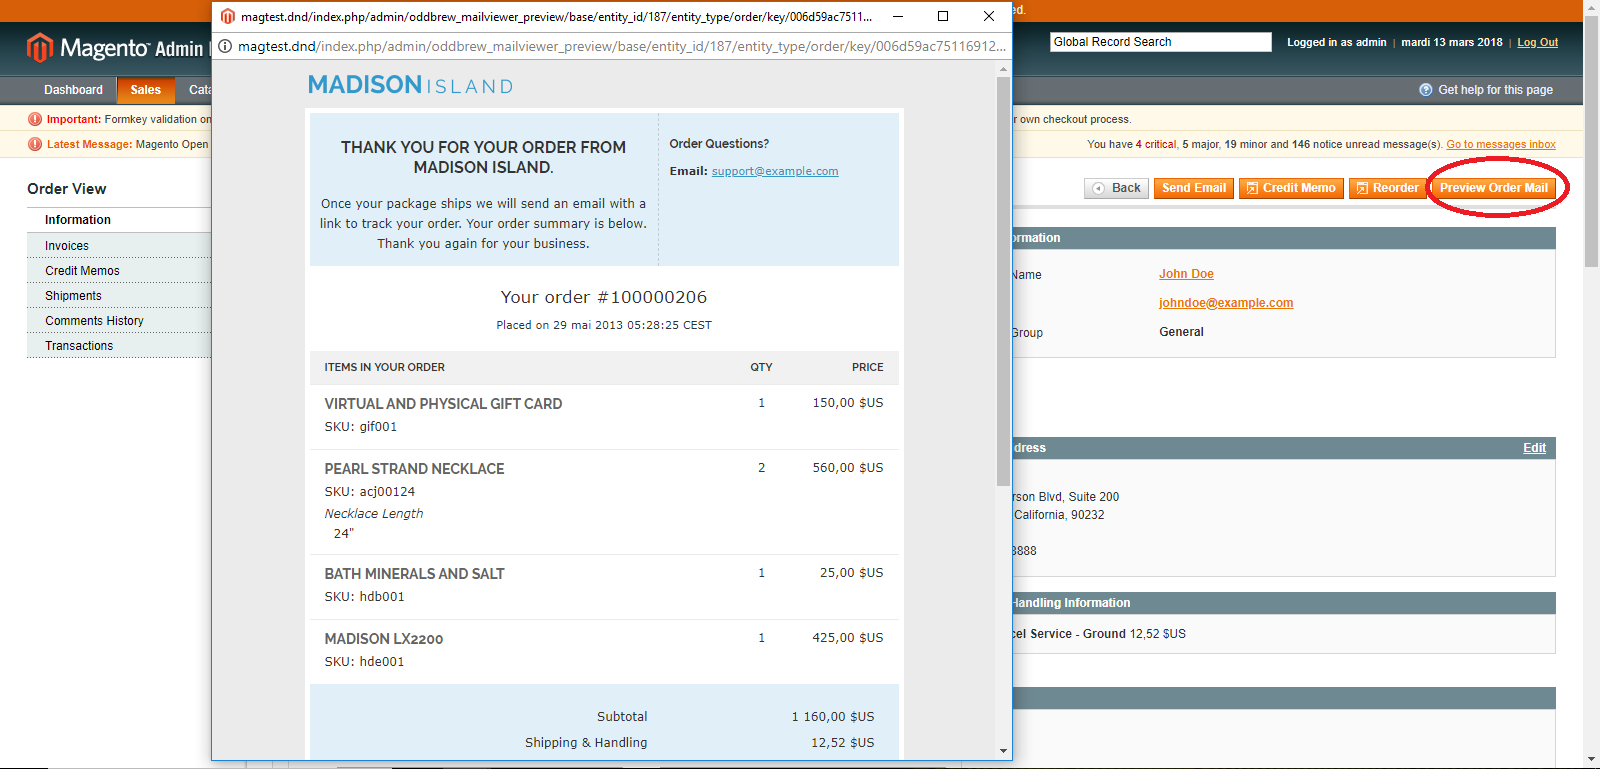 magtest.dnd/index.php/admin/oddbrew_mailviewer_preview/base/entity_id/187/entity_type/order/key/006d59ac7511...
magtest.dnd/index.php/admin/oddbrew_mailviewer_preview/base/entity_id/187/entity_type/order/key/006d59ac75116912...
MADISON ISLAND
THANK YOU FOR YOUR ORDER FROM
MADISON ISLAND.
Once your package ships we will send an email with a
link to track your order. Your order summary is below.
Thank you again for your business.
Order Questions?
Email: support@example.com
Your order #100000206
Placed on 29 mai 2013 05:28:25 CEST
ITEMS IN YOUR ORDER QTY PRICE
VIRTUAL AND PHYSICAL GIFT CARD 1 150,00 $US
SKU: gif001
PEARL STRAND NECKLACE 2 560,00 $US
SKU: acj00124
Necklace Length
24"
BATH MINERALS AND SALT 1 25,00 $US
SKU: hdb001
MADISON LX2200 1 425,00 $US
SKU: hde001
Subtotal 1 160,00 $US
Shipping & Handling 12,52 $US
Magento Admin
Global Record Search
Logged in as admin | mardi 13 mars 2018 | Log Out
Dashboard Sales Cata
Get help for this page
Important: Formkey validation on
r own checkout process.
Latest Message: Magento Open
You have 4 critical, 5 major, 19 minor and 146 notice unread message(s). Go to messages inbox
Order View
Information
Invoices
Credit Memos
Shipments
Comments History
Transactions
Back Send Email Credit Memo Reorder Preview Order Mail
ormation
Name John Doe
johndoe@example.com
Group General
dress Edit
rson Blvd, Suite 200
California, 90232
3888
Handling Information
cel Service - Ground 12,52 $US